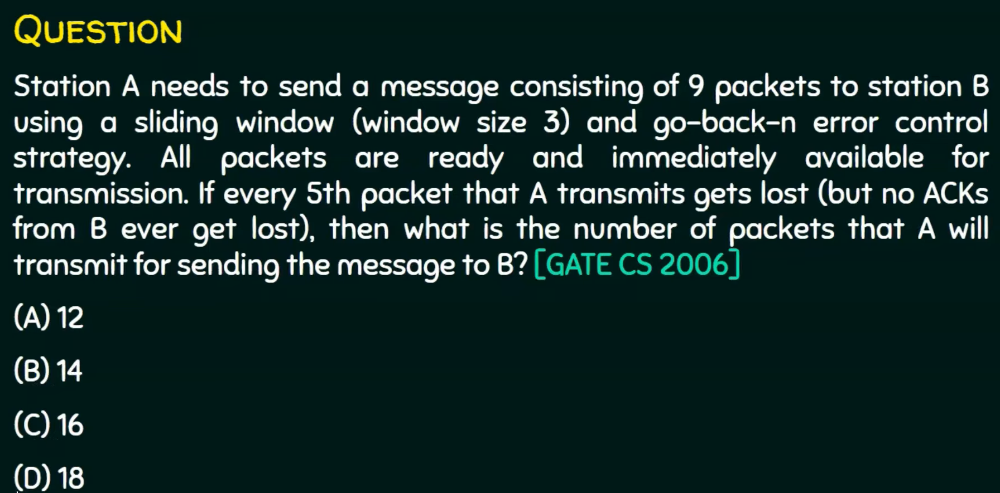 QUESTION
Station A needs to send a message consisting of 9 packets to station B
using a sliding window (window size 3) and go-back-n error control
strategy. All packets are ready and immediately available for
transmission. If every 5th packet that A transmits gets lost (but no ACKs
from B ever get lost), then what is the number of packets that A will
transmit for sending the message to B? [GATE CS 2006]
(A) 12
(B) 14
(C) 16
(D) 18